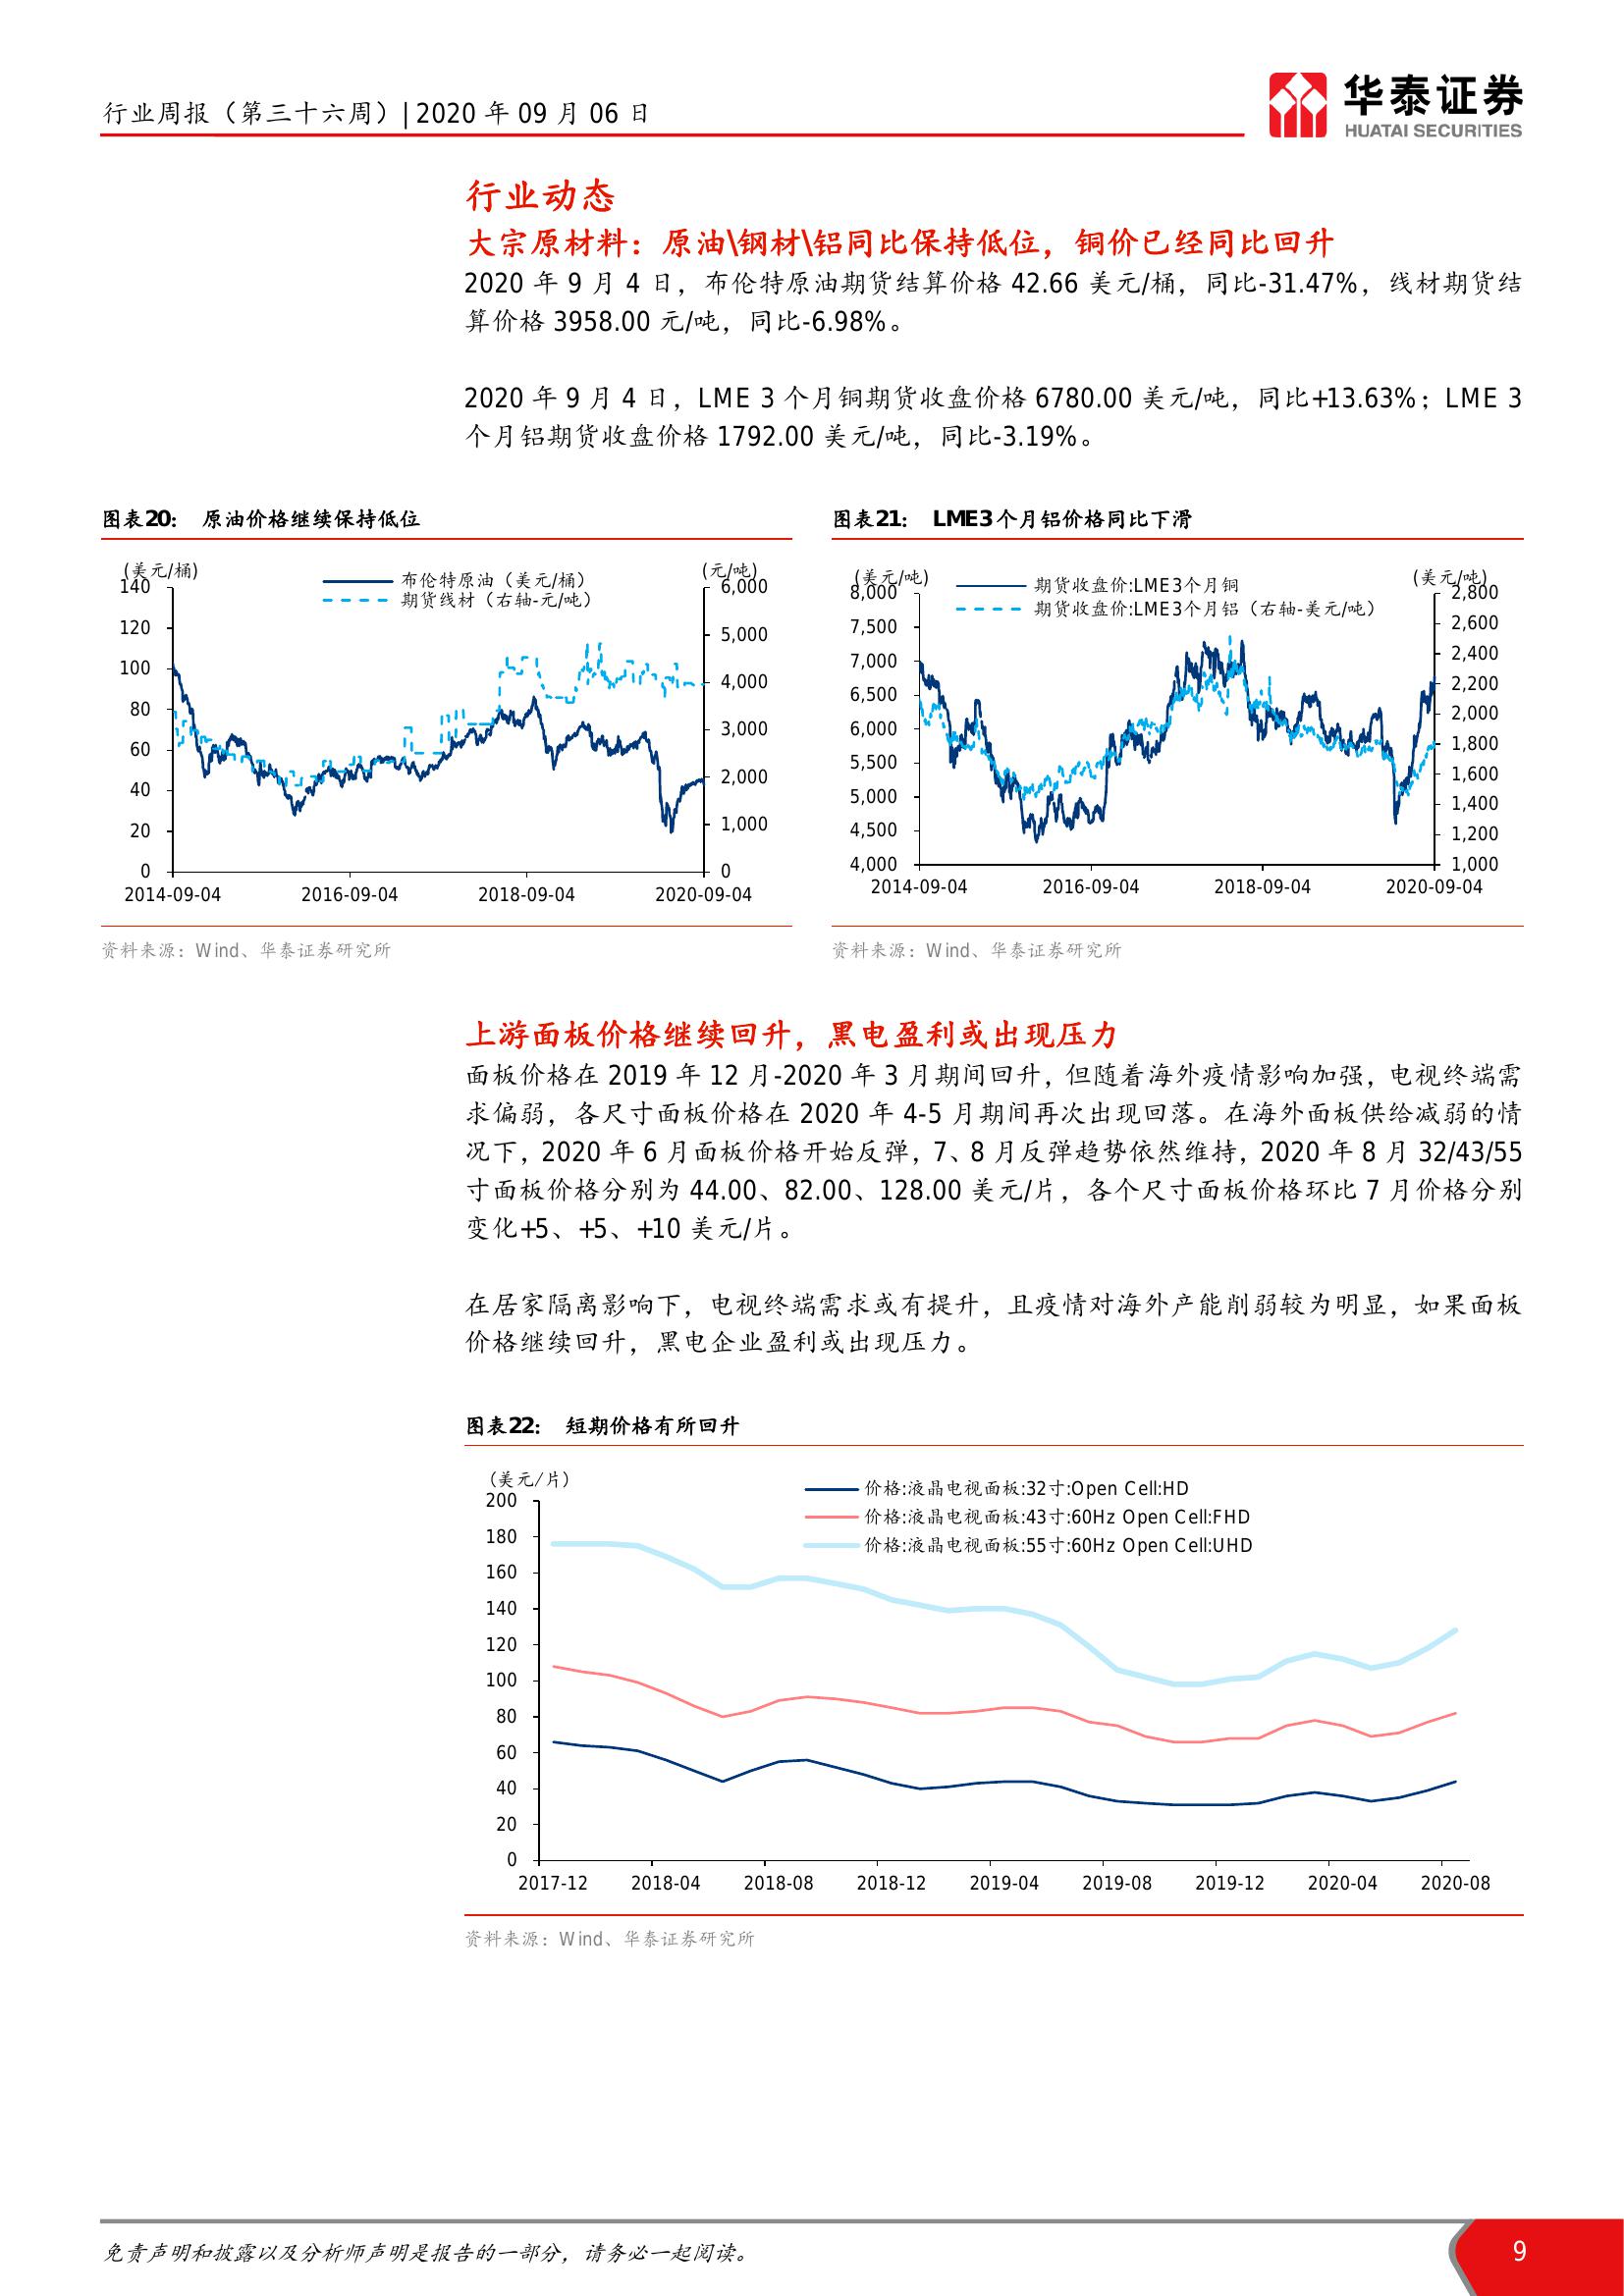 行业周报（第三十六周）| 2020 年 09 月 06 日
华泰证券
HUATAI SECURITIES
行业动态
大宗原材料：原油\钢材\铝同比保持低位，铜价已经同比回升
2020 年 9 月 4 日，布伦特原油期货结算价格 42.66 美元/桶，同比-31.47%，线材期货结
算价格 3958.00 元/吨，同比-6.98%。
2020 年 9 月 4 日，LME 3 个月铜期货收盘价格 6780.00 美元/吨，同比+13.63%；LME 3
个月铝期货收盘价格 1792.00 美元/吨，同比-3.19%。
图表20： 原油价格继续保持低位
(美元/桶)
(元/吨)
布伦特原油（美元/桶）
期货线材（右轴-元/吨）
140
120
100
80
60
40
20
0
6,000
5,000
4,000
3,000
2,000
1,000
0
2014-09-04 2016-09-04 2018-09-04 2020-09-04
资料来源：Wind、华泰证券研究所
图表21： LME3个月铝价格同比下滑
(美元/吨)
(美元/吨)
期货收盘价:LME3个月铜
期货收盘价:LME3个月铝（右轴-美元/吨）
8,000
7,500
7,000
6,500
6,000
5,500
5,000
4,500
4,000
2,800
2,600
2,400
2,200
2,000
1,800
1,600
1,400
1,200
1,000
2014-09-04 2016-09-04 2018-09-04 2020-09-04
资料来源：Wind、华泰证券研究所
上游面板价格继续回升，黑电盈利或出现压力
面板价格在 2019 年 12 月-2020 年 3 月期间回升，但随着海外疫情影响加强，电视终端需
求偏弱，各尺寸面板价格在 2020 年 4-5 月期间再次出现回落。在海外面板供给减弱的情
况下，2020 年 6 月面板价格开始反弹，7、8 月反弹趋势依然维持，2020 年 8 月 32/43/55
寸面板价格分别为 44.00、82.00、128.00 美元/片，各个尺寸面板价格环比 7 月价格分别
变化+5、+5、+10 美元/片。
在居家隔离影响下，电视终端需求或有提升，且疫情对海外产能削弱较为明显，如果面板
价格继续回升，黑电企业盈利或出现压力。
图表22： 短期价格有所回升
(美元/片)
价格:液晶电视面板:32寸:Open Cell:HD
价格:液晶电视面板:43寸:60Hz Open Cell:FHD
价格:液晶电视面板:55寸:60Hz Open Cell:UHD
200
180
160
140
120
100
80
60
40
20
0
2017-12 2018-04 2018-08 2018-12 2019-04 2019-08 2019-12 2020-04 2020-08
资料来源：Wind、华泰证券研究所
免责声明和披露以及分析师声明是报告的一部分，请务必一起阅读。
9